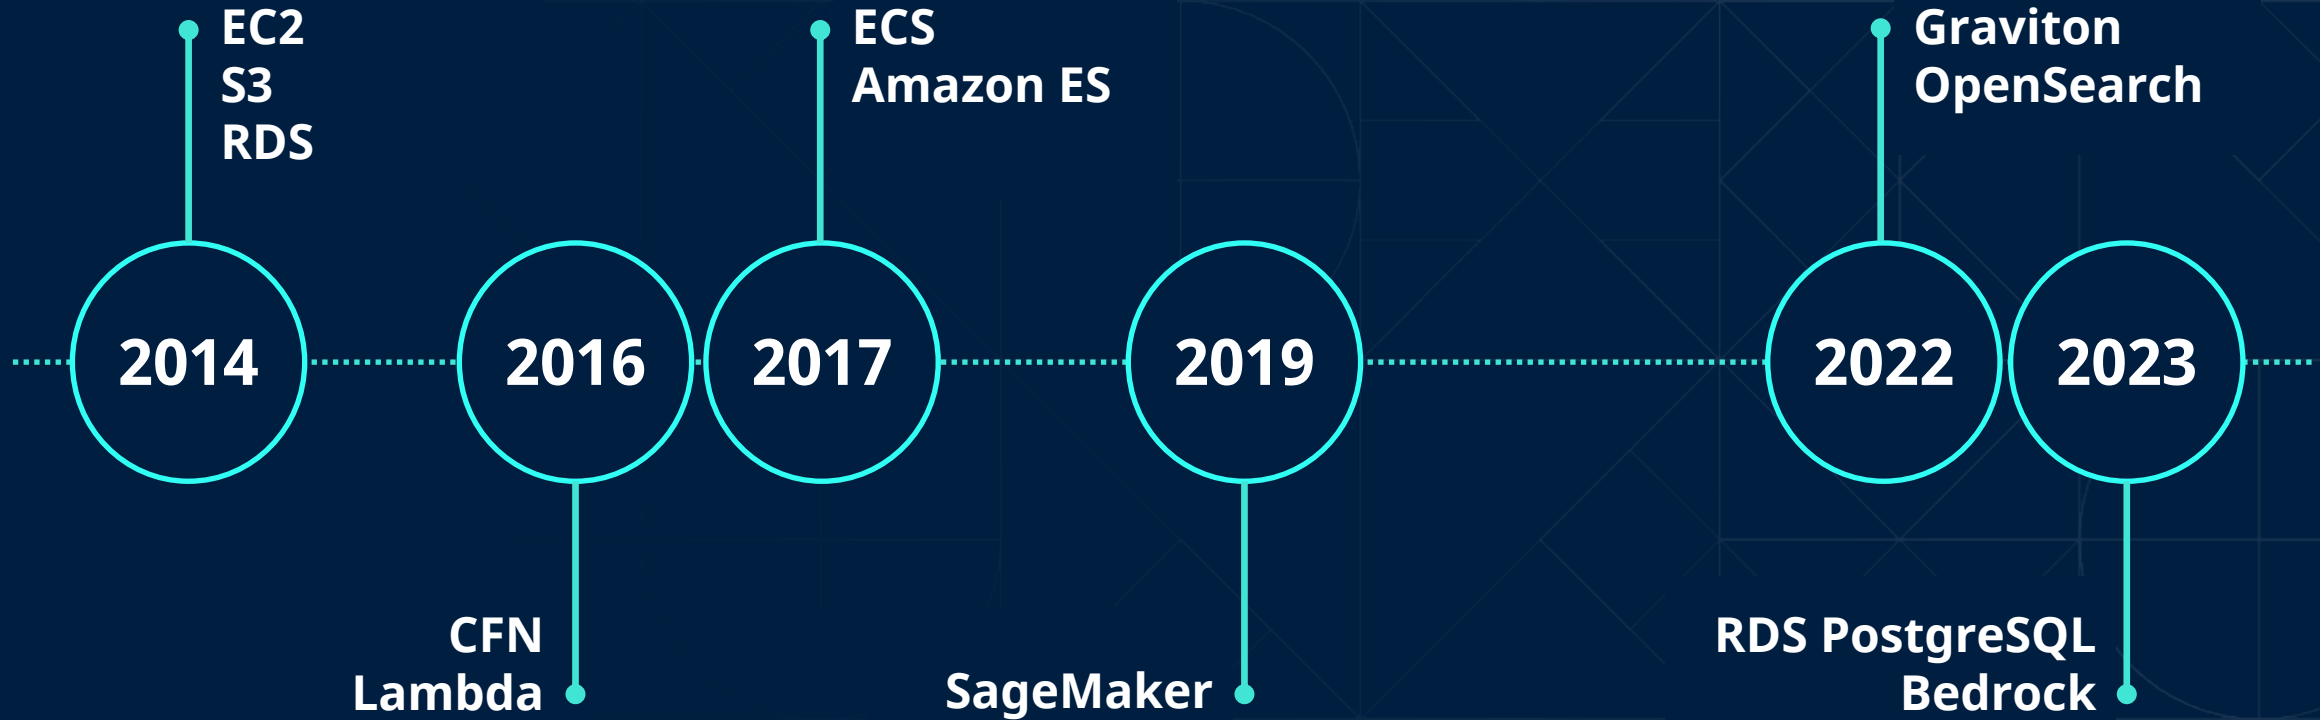 EC2
S3
RDS
ECS
Amazon ES
Graviton
OpenSearch
2014
2016
2017
2019
2022
2023
CFN
Lambda
SageMaker
RDS PostgreSQL
Bedrock